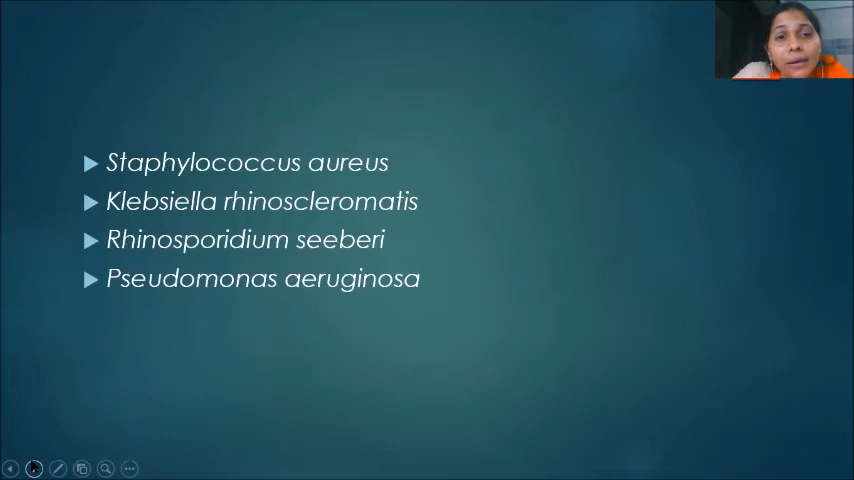 Staphylococcus aureus
Klebsiella rhinoscleromatis
Rhinosporidium seeberi
Pseudomonas aeruginosa